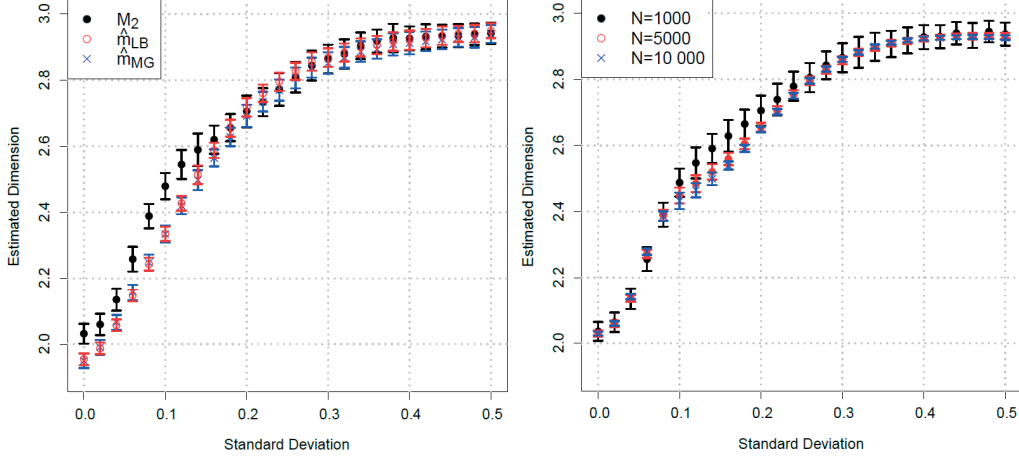 M₂
m̂LB
m̂MG
Estimated Dimension
3.0
2.8
2.6
2.4
2.2
2.0
0.0 0.1 0.2 0.3 0.4 0.5
Standard Deviation
N=1000
N=5000
N=10 000
Estimated Dimension
3.0
2.8
2.6
2.4
2.2
2.0
0.0 0.1 0.2 0.3 0.4 0.5
Standard Deviation